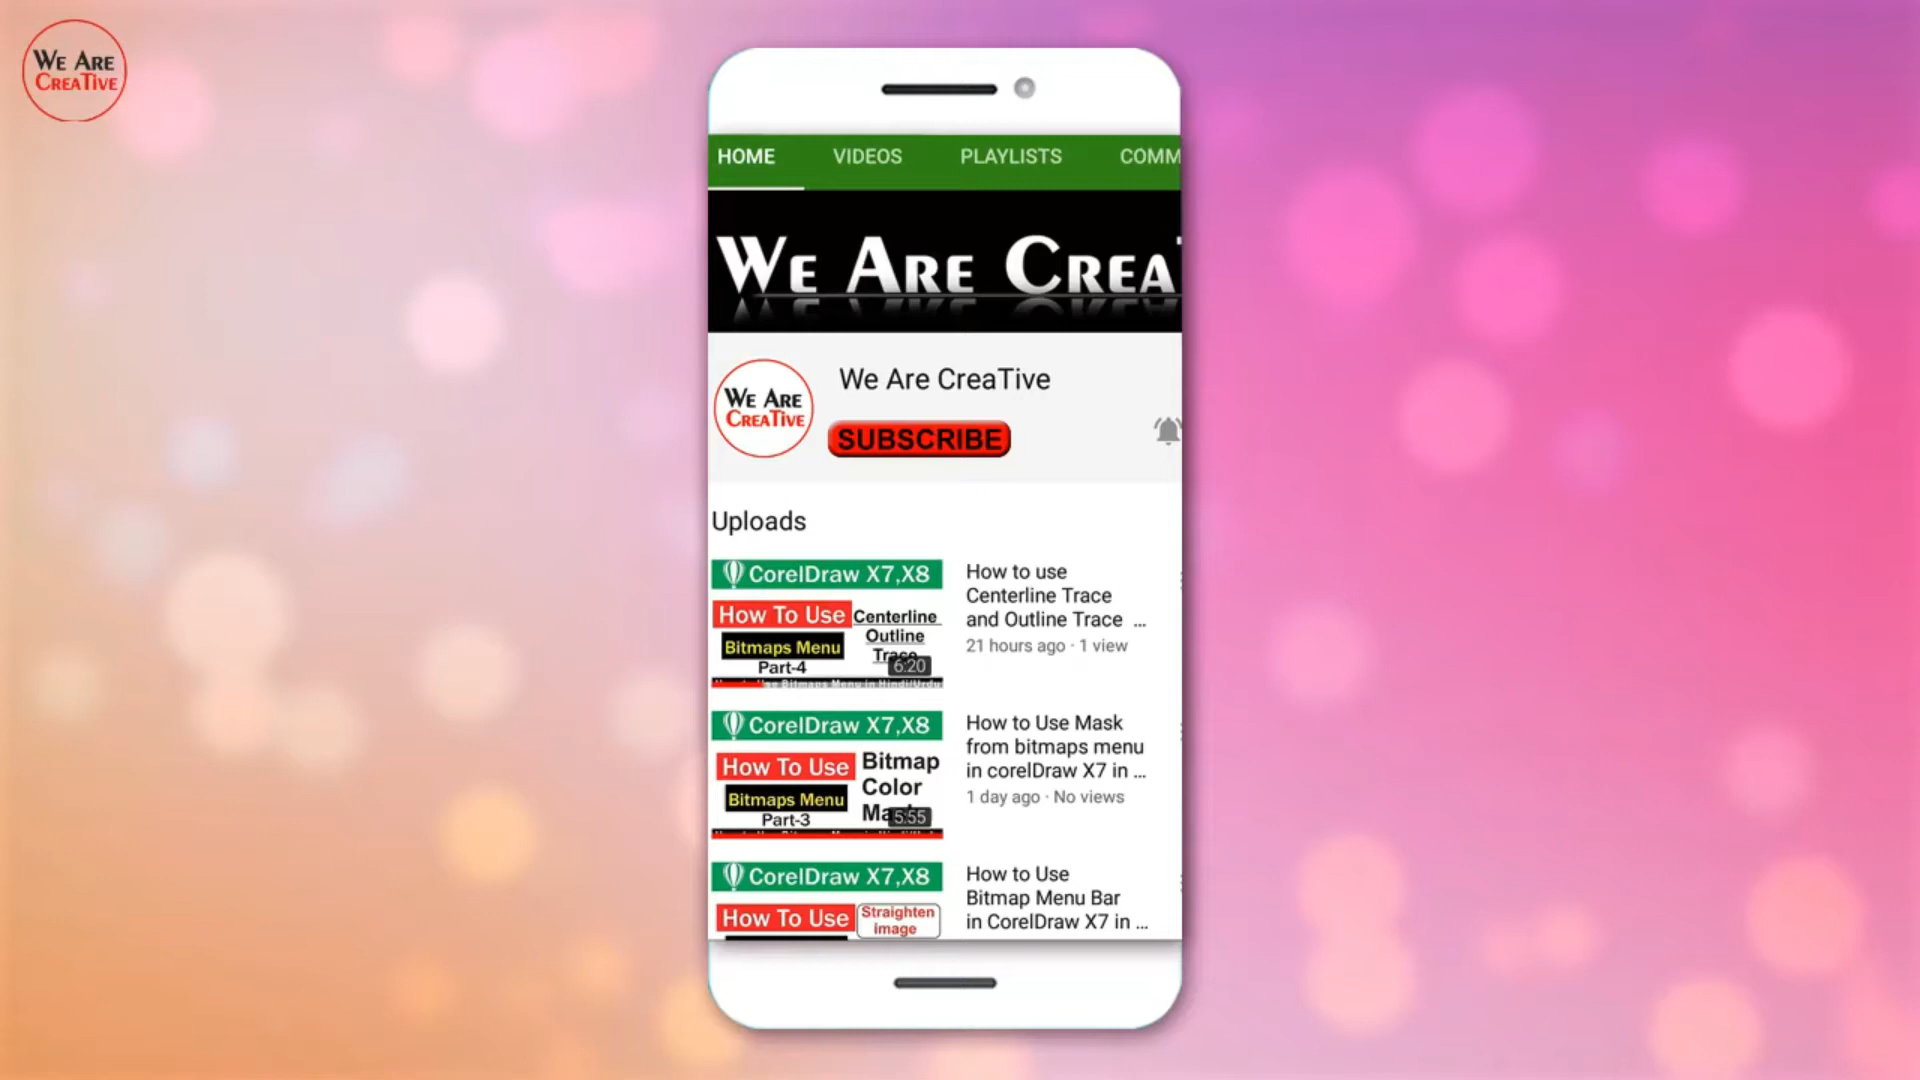 We Are
CreaTive
HOME VIDEOS PLAYLISTS COMM
We Are Crea
We Are
CreaTive
We Are CreaTive
SUBSCRIBE
Uploads
CorelDraw X7,X8
How To Use
Centerline
Outline
Trace
Bitmaps Menu
Part-4
6:20
How to use
Centerline Trace
and Outline Trace ...
21 hours ago · 1 view
CorelDraw X7,X8
How To Use
Bitmap
Color
Bitmaps Menu
Part-3
5:55
How to Use Mask
from bitmaps menu
in corelDraw X7 in ...
1 day ago · No views
CorelDraw X7,X8
How To Use
Straighten
image
How to Use
Bitmap Menu Bar
in CorelDraw X7 in ...